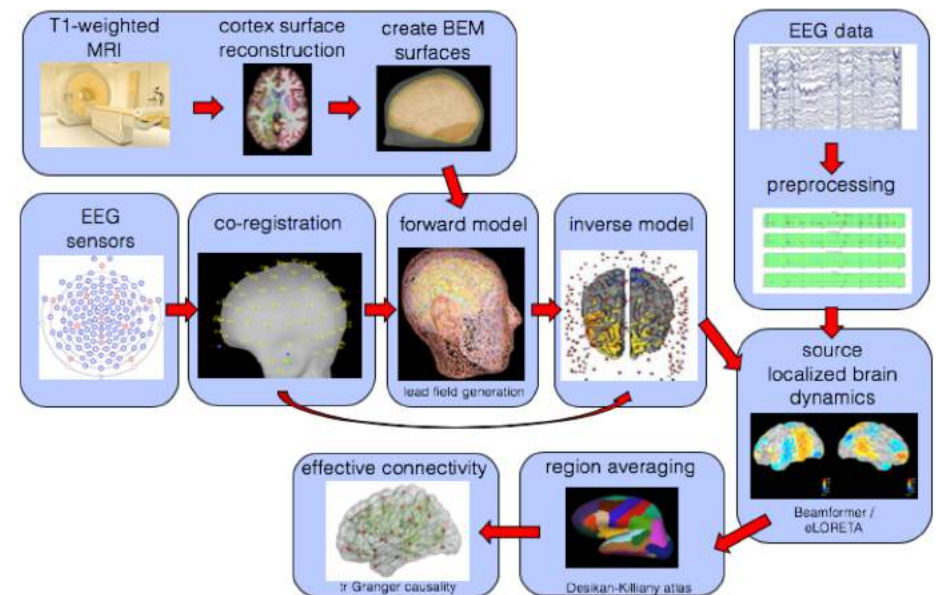 T1-weighted
MRI
cortex surface
reconstruction
create BEM
surfaces
EEG data
preprocessing
EEG
sensors
co-registration
forward model
lead field generation
inverse model
source
localized brain
dynamics
Beamformer /
eLORETA
region averaging
Desikan-Killiany atlas
effective connectivity
tr Granger causality